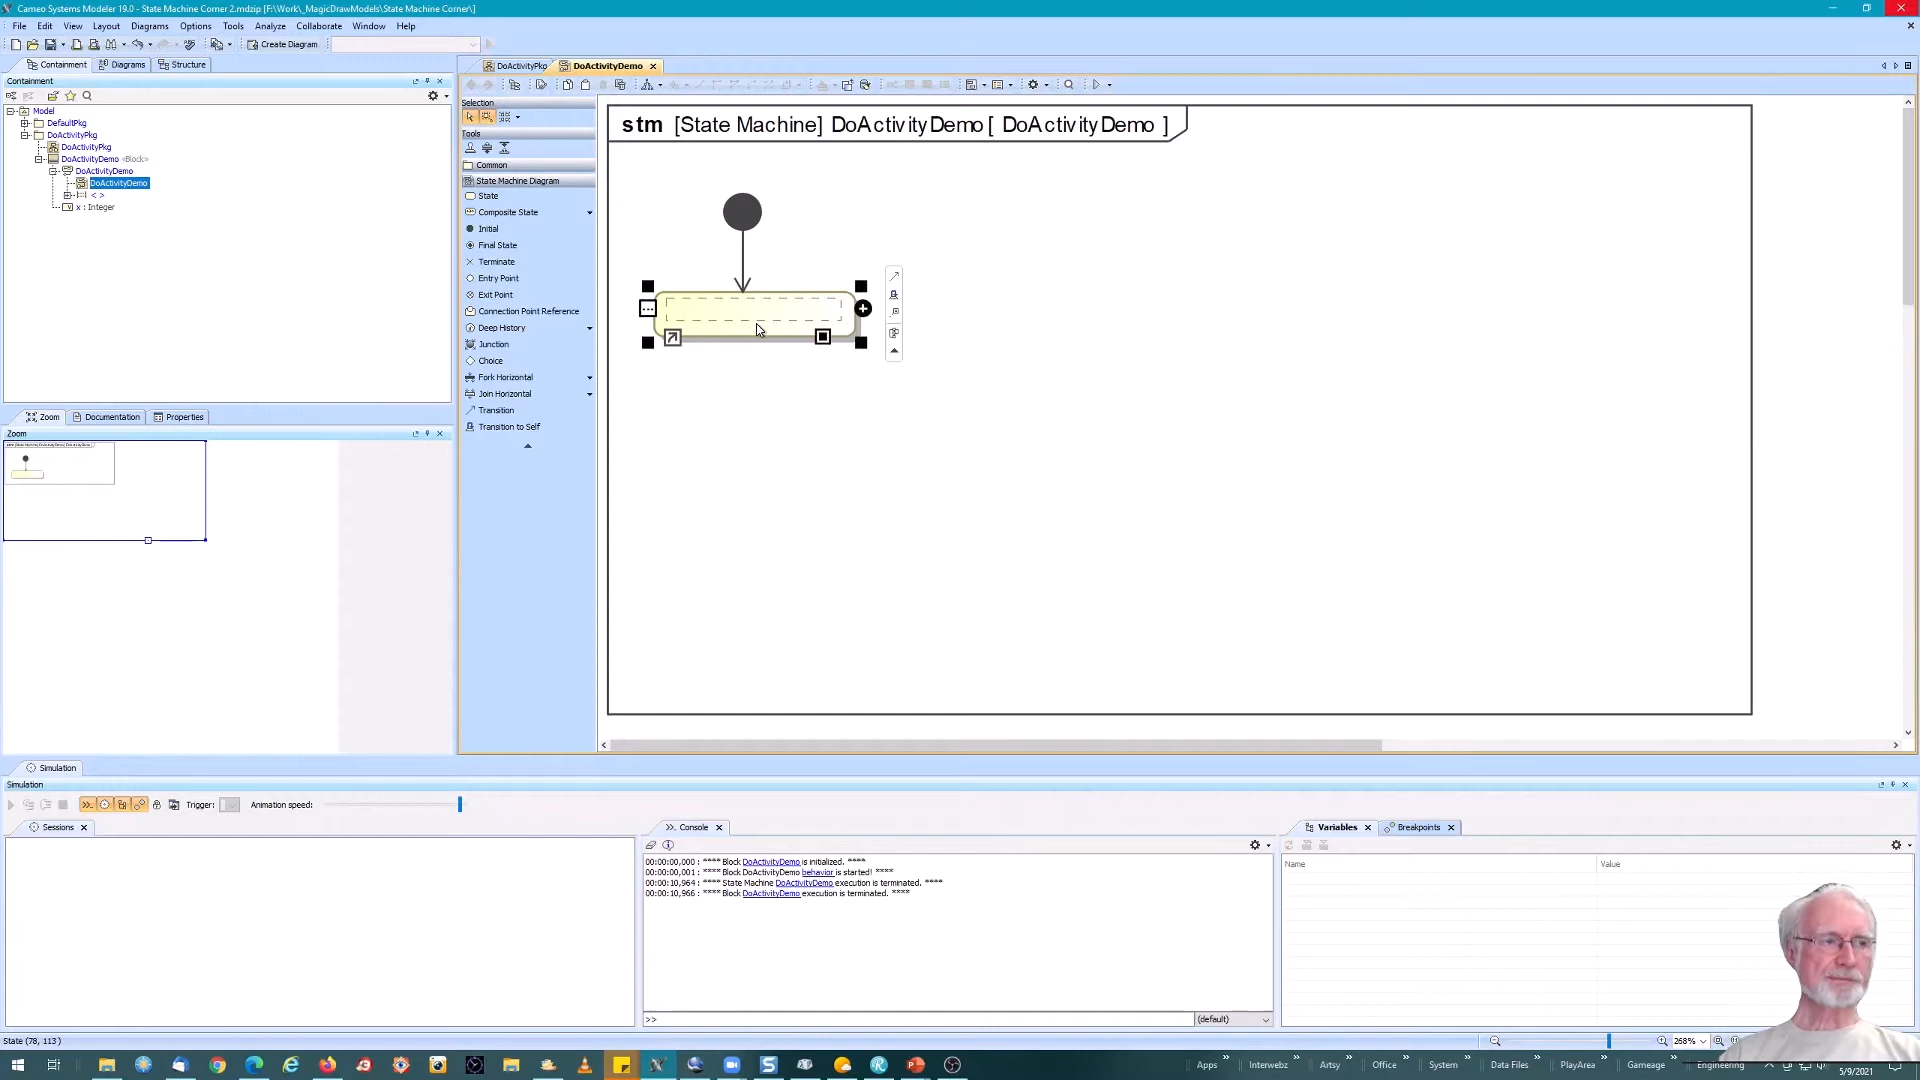 Cameo Systems Modeler 19.0 - State Machine Corner 2.mdzip [F:\Work\_MagicDrawModels\State Machine Corner\]
File Edit View Layout Diagrams Options Tools Analyze Collaborate Window Help
Create Diagram
Containment Diagrams Structure
DoActivityPkg DoActivityDemo
Containment
Model
DefaultPkg
DoActivityPkg
DoActivityPkg
DoActivityDemo «Block»
DoActivityDemo
DoActivityDemo
< >
x : Integer
Selection
Tools
Common
State Machine Diagram
State
Composite State
Initial
Final State
Terminate
Entry Point
Exit Point
Connection Point Reference
Deep History
Junction
Choice
Fork Horizontal
Join Horizontal
Transition
Transition to Self
stm [State Machine] DoActivityDemo [ DoActivityDemo ]
Zoom Documentation Properties
Zoom
Simulation
Simulation
Trigger: Animation speed:
Sessions
Console
Variables Breakpoints
Name Value
00:00:00,000 : **** Block DoActivityDemo is initialized. ****
00:00:00,001 : **** Block DoActivityDemo behavior is started! ****
00:00:10,964 : **** State Machine DoActivityDemo execution is terminated. ****
00:00:10,966 : **** Block DoActivityDemo execution is terminated. ****
>> (default)
State (78, 113)
268%
Apps Interwebz Artsy Office System Data Files PlayArea Gameage Engineering
5/9/2021